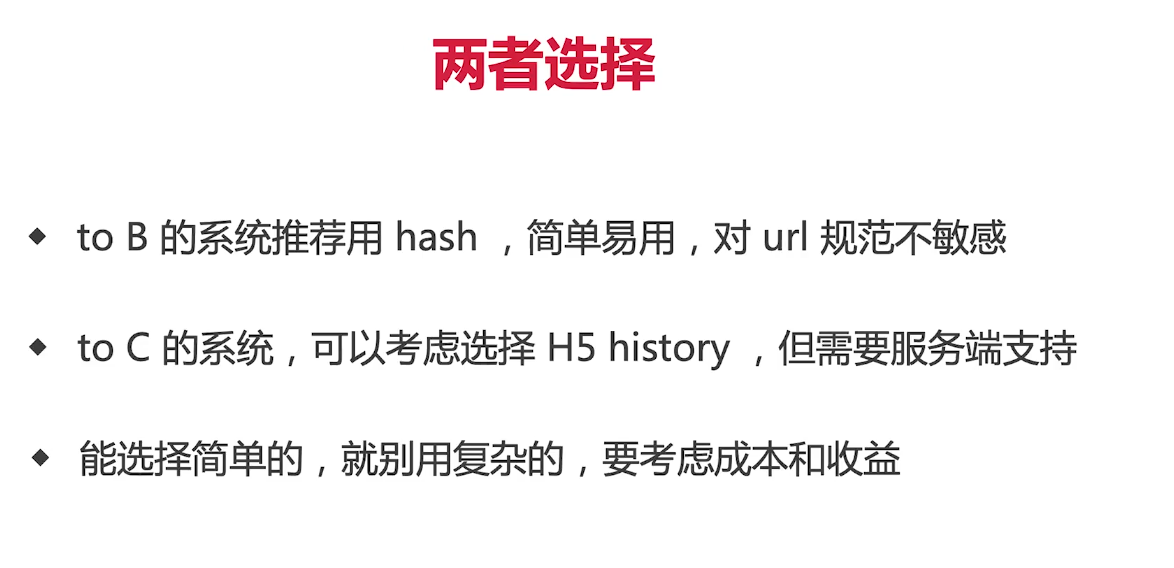 两者选择
◆ to B 的系统推荐用 hash ，简单易用，对 url 规范不敏感
◆ to C 的系统，可以考虑选择 H5 history ，但需要服务端支持
◆ 能选择简单的，就别用复杂的，要考虑成本和收益